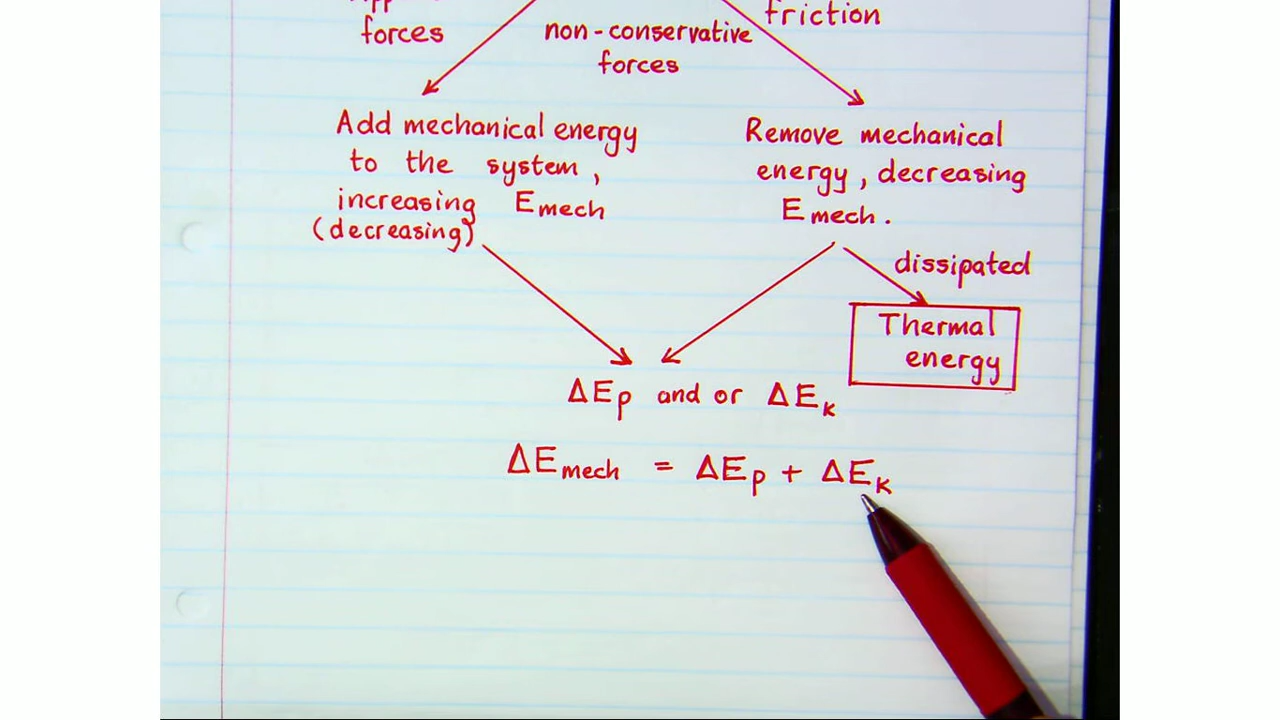 forces
non-conservative
forces
friction
Add mechanical energy
to the system,
increasing Emech
(decreasing)
Remove mechanical
energy, decreasing
Emech.
dissipated
Thermal
energy
ΔEp and or ΔEk
ΔEmech = ΔEp + ΔEk